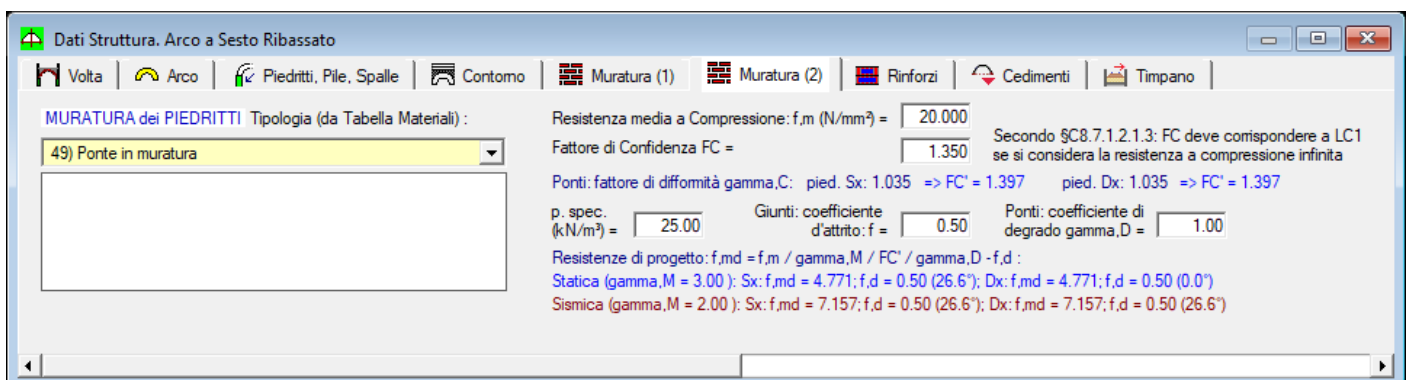 Dati Struttura. Arco a Sesto Ribassato
Volta Arco Piedritti, Pile, Spalle Contorno Muratura (1) Muratura (2) Rinforzi Cedimenti Timpano
MURATURA dei PIEDRITTI Tipologia (da Tabella Materiali) :
49) Ponte in muratura
Resistenza media a Compressione: f,m (N/mm²) = 20.000
Fattore di Confidenza FC = 1.350
Secondo §C8.7.1.2.1.3: FC deve corrispondere a LC1
se si considera la resistenza a compressione infinita
Ponti: fattore di difformità gamma,C: pied. Sx: 1.035 => FC' = 1.397 pied. Dx: 1.035 => FC' = 1.397
p. spec.
(kN/m³) = 25.00
Giunti: coefficiente
d'attrito: f = 0.50
Ponti: coefficiente di
degrado gamma,D = 1.00
Resistenze di progetto: f,md = f,m / gamma,M / FC' / gamma,D - f,d :
Statica (gamma,M = 3.00 ): Sx: f,md = 4.771; f,d = 0.50 (26.6°); Dx: f,md = 4.771; f,d = 0.50 (0.0°)
Sismica (gamma,M = 2.00 ): Sx: f,md = 7.157; f,d = 0.50 (26.6°); Dx: f,md = 7.157; f,d = 0.50 (26.6°)